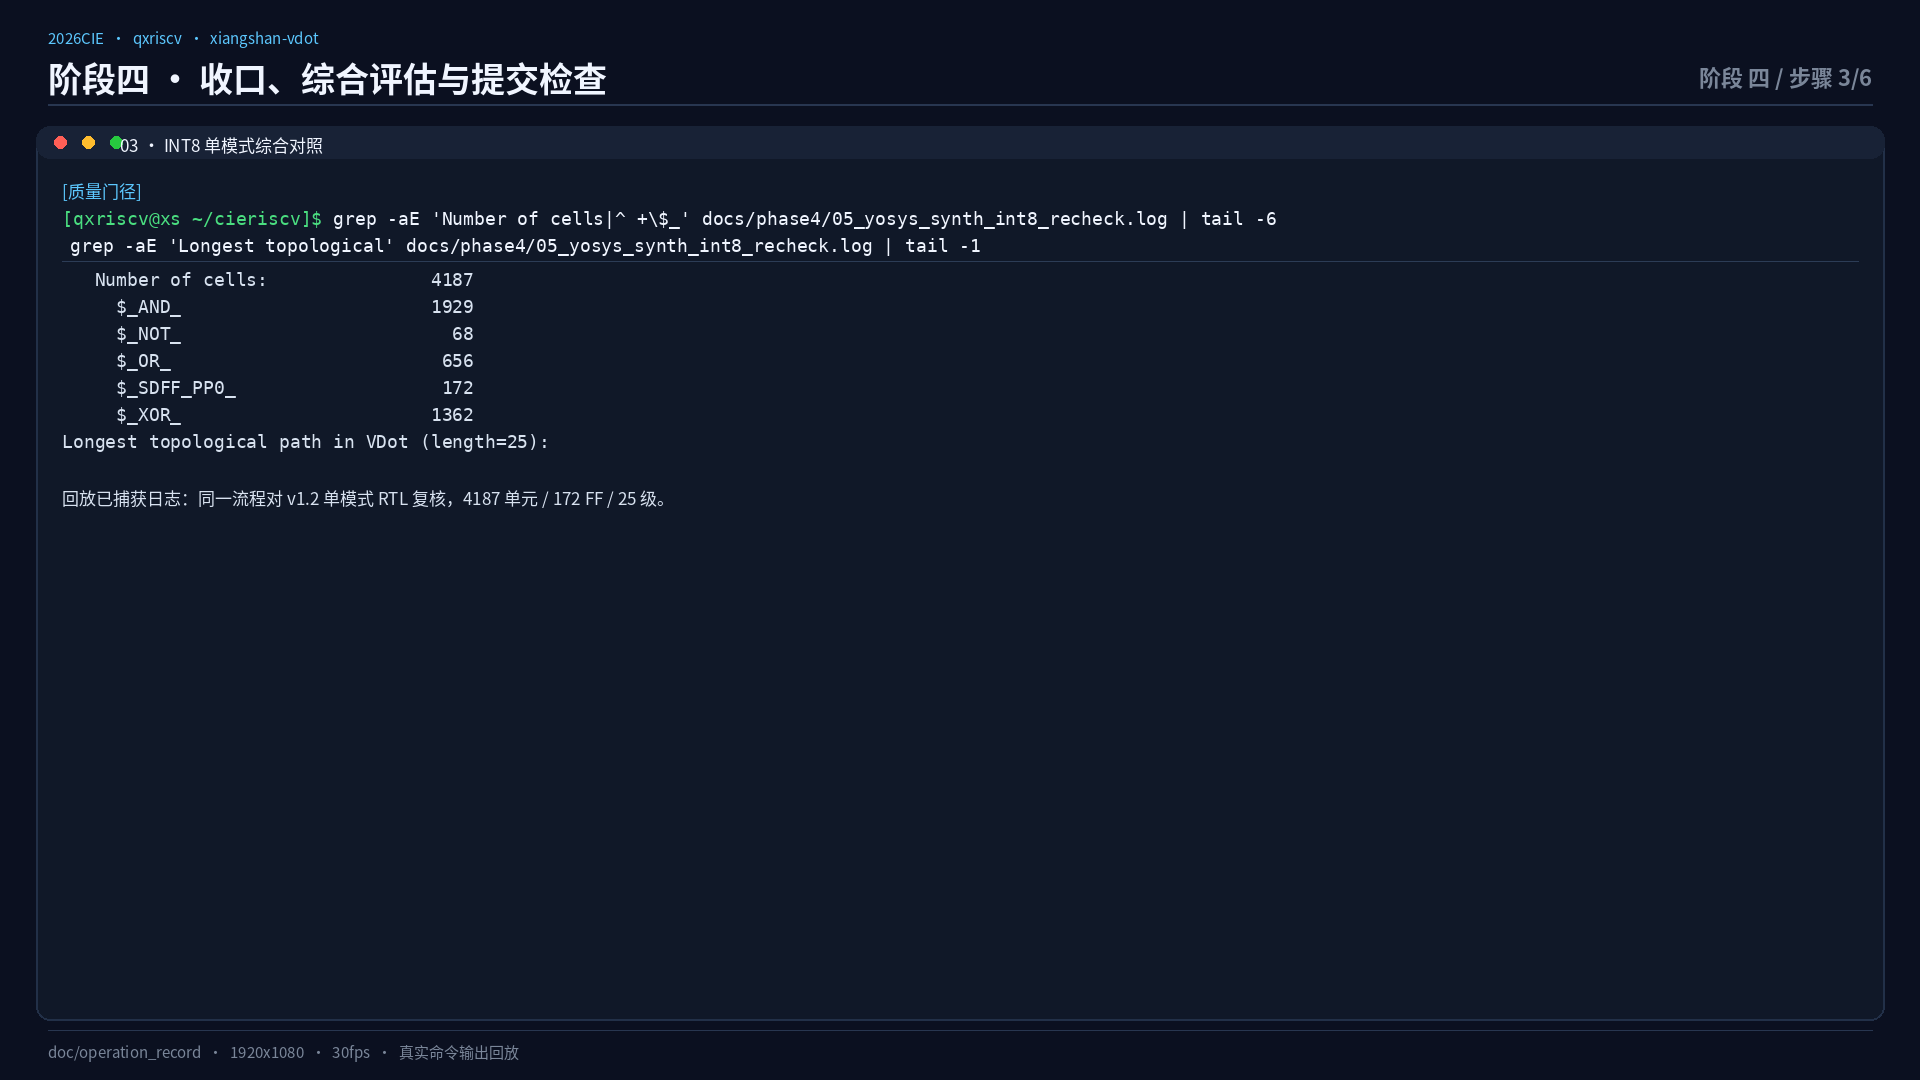 2026CIE · qxriscv · xiangshan-vdot
阶段四 · 收口、综合评估与提交检查
阶段 四 / 步骤 3/6
03 · INT8 单模式综合对照
[质量门径]
[qxriscv@xs ~/cieriscv]$ grep -aE 'Number of cells|^ +\$_' docs/phase4/05_yosys_synth_int8_recheck.log | tail -6
grep -aE 'Longest topological' docs/phase4/05_yosys_synth_int8_recheck.log | tail -1
Number of cells: 4187
$_AND_ 1929
$_NOT_ 68
$_OR_ 656
$_SDFF_PP0_ 172
$_XOR_ 1362
Longest topological path in VDot (length=25):
回放已捕获日志：同一流程对 v1.2 单模式 RTL 复核，4187 单元 / 172 FF / 25 级。
doc/operation_record · 1920x1080 · 30fps · 真实命令输出回放